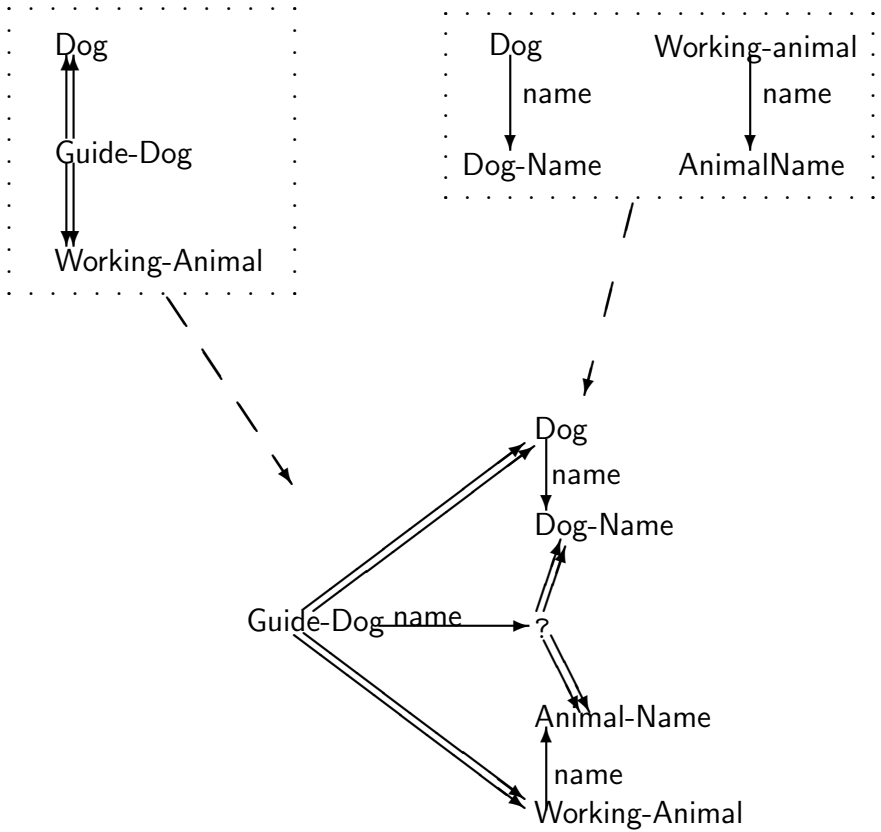 Dog
Guide-Dog
Working-Animal
Dog Working-animal
name name
Dog-Name AnimalName
Dog
name
Dog-Name
Guide-Dog name ?
Animal-Name
name
Working-Animal